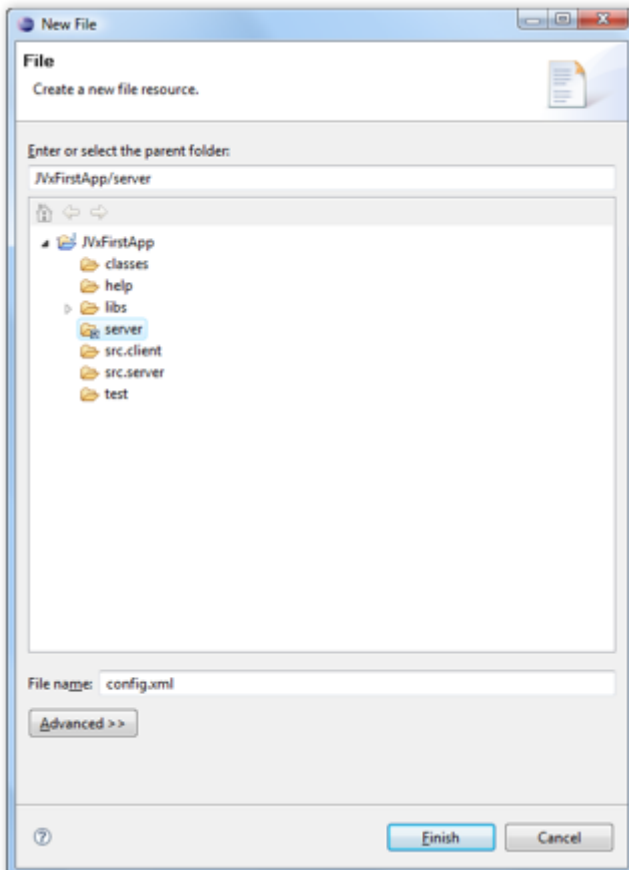 New File
File
Create a new file resource.
Enter or select the parent folder:
JVxFirstApp/server
JVxFirstApp
classes
help
libs
server
src.client
src.server
test
File name: config.xml
Advanced >>
Finish Cancel